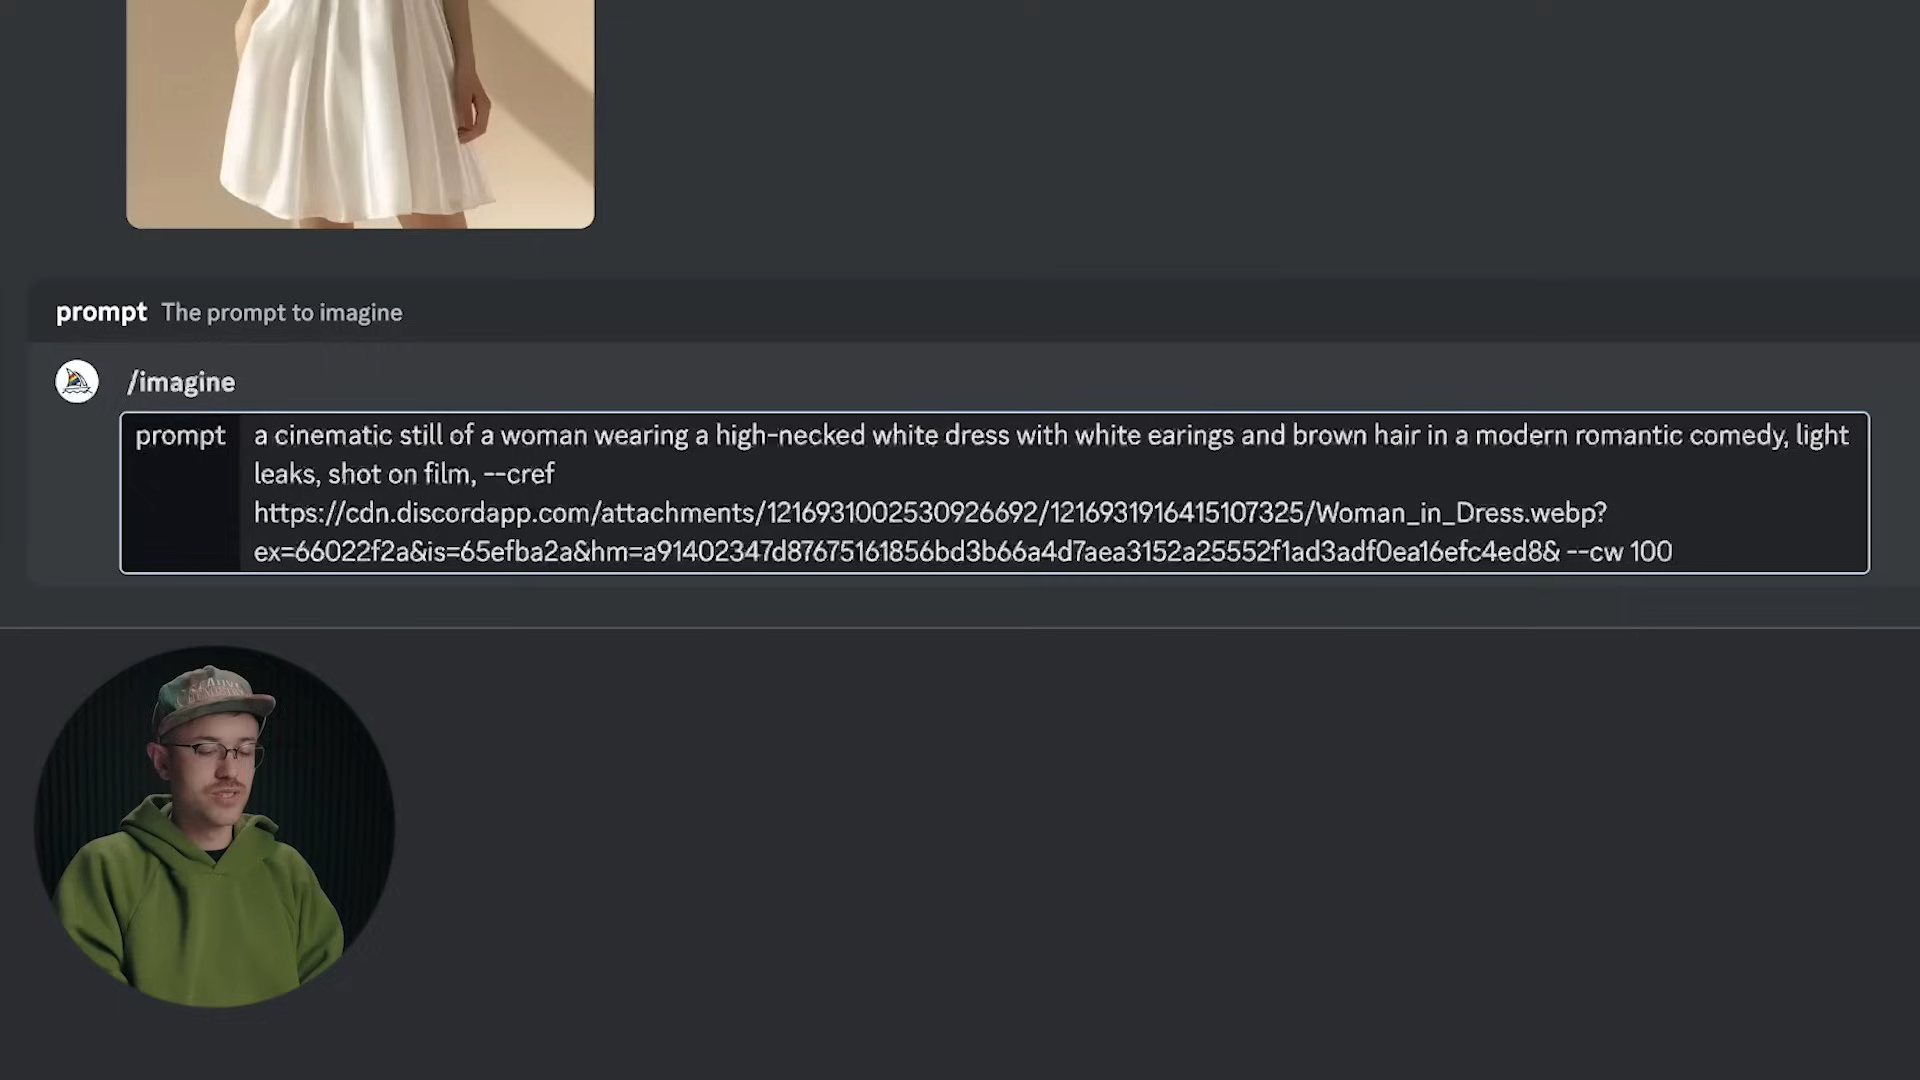 prompt The prompt to imagine
/imagine
prompt a cinematic still of a woman wearing a high-necked white dress with white earings and brown hair in a modern romantic comedy, light
leaks, shot on film, --cref
https://cdn.discordapp.com/attachments/1216931002530926692/1216931916415107325/Woman_in_Dress.webp?
ex=66022f2a&is=65efba2a&hm=a91402347d87675161856bd3b66a4d7aea3152a25552f1ad3adf0ea16efc4ed8& --cw 100